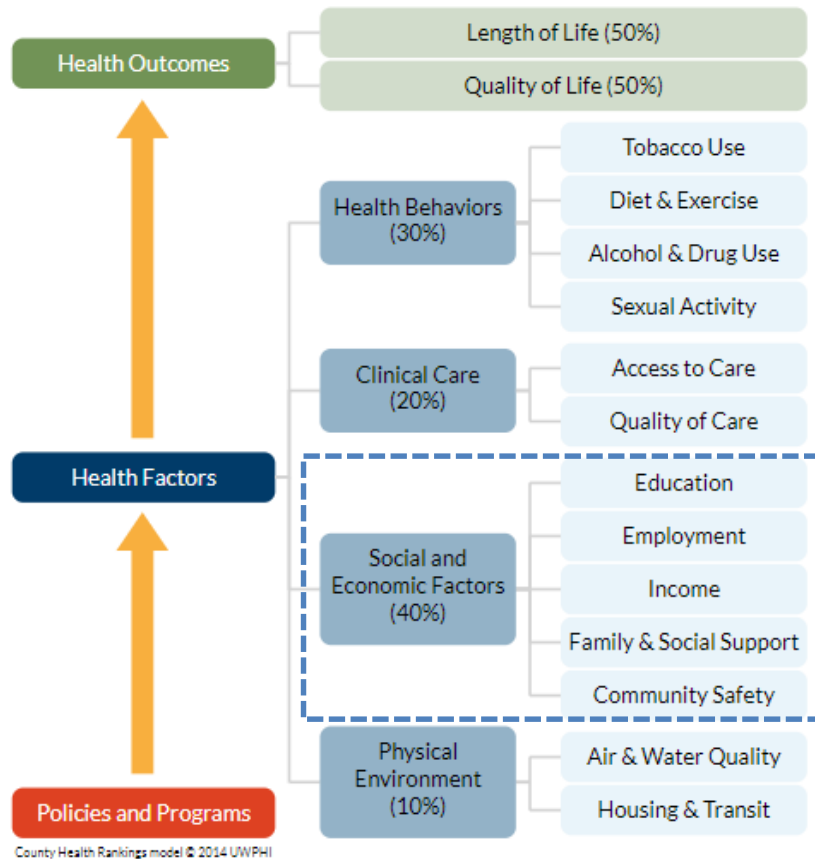 Length of Life (50%)
Health Outcomes
Quality of Life (50%)
Tobacco Use
Health Behaviors
(30%)
Diet & Exercise
Alcohol & Drug Use
Sexual Activity
Clinical Care
(20%)
Access to Care
Quality of Care
Health Factors
Social and
Economic Factors
(40%)
Education
Employment
Income
Family & Social Support
Community Safety
Physical
Environment
(10%)
Air & Water Quality
Housing & Transit
Policies and Programs
County Health Rankings model © 2014 UWPHI